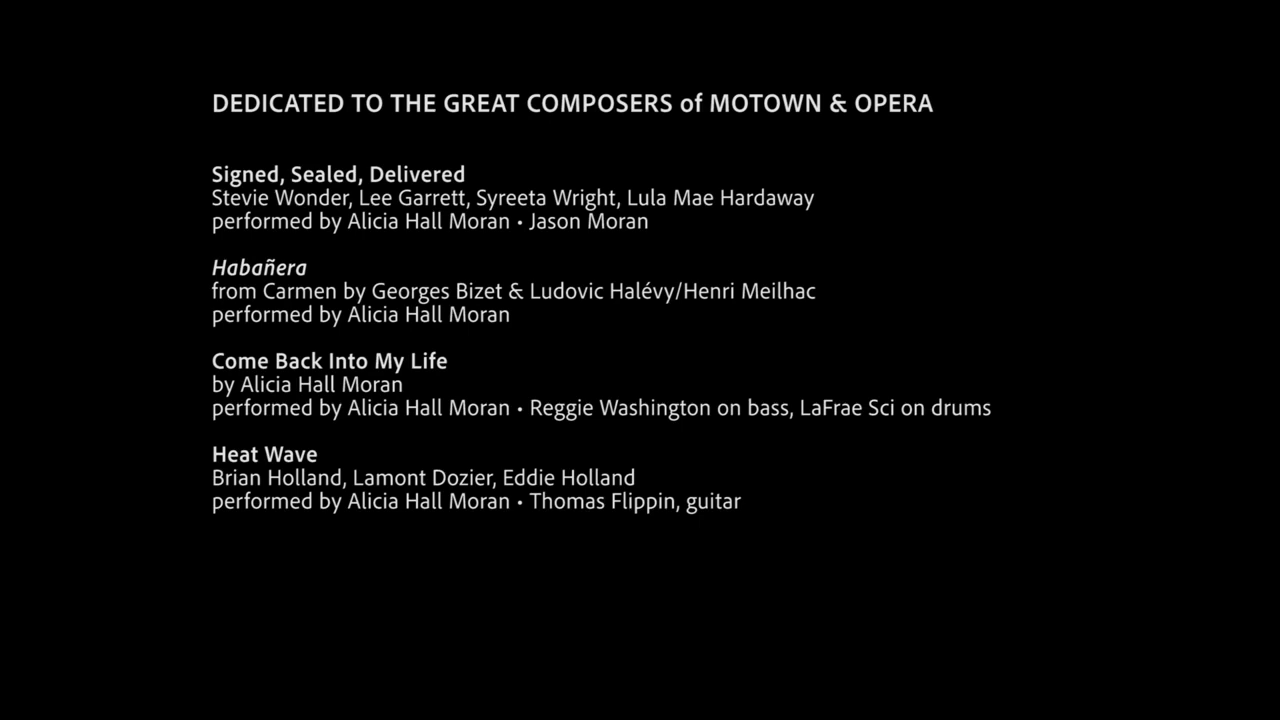 DEDICATED TO THE GREAT COMPOSERS of MOTOWN & OPERA
Signed, Sealed, Delivered
Stevie Wonder, Lee Garrett, Syreeta Wright, Lula Mae Hardaway
performed by Alicia Hall Moran • Jason Moran
Habañera
from Carmen by Georges Bizet & Ludovic Halévy/Henri Meilhac
performed by Alicia Hall Moran
Come Back Into My Life
by Alicia Hall Moran
performed by Alicia Hall Moran • Reggie Washington on bass, LaFrae Sci on drums
Heat Wave
Brian Holland, Lamont Dozier, Eddie Holland
performed by Alicia Hall Moran • Thomas Flippin, guitar